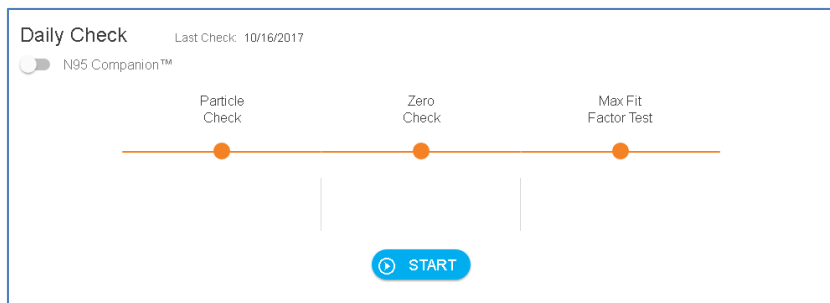 Daily Check Last Check: 10/16/2017
N95 Companion™
Particle
Check
Zero
Check
Max Fit
Factor Test
START